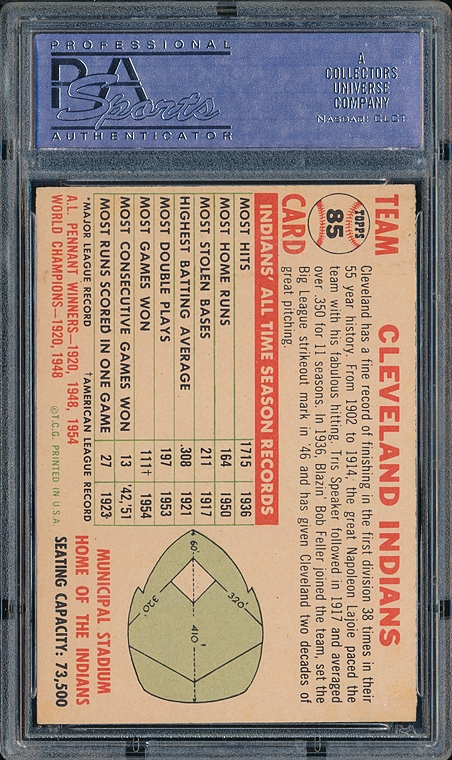 PROFESSIONAL
PSA
Sports
AUTHENTICATOR
A
COLLECTORS
UNIVERSE
COMPANY
NASDAQ: CLCT
TEAM
TOPPS
85
CARD
CLEVELAND INDIANS
Cleveland has a fine record of finishing in the first division 38 times in their
55 year history. From 1902 to 1914, the great Napoleon Lajoie paced the
team with his fabulous hitting. Tris Speaker followed in 1917 and averaged
over .350 for 11 seasons. In 1936, Blazin' Bob Feller joined the team, set the
Big League strikeout mark in '46 and has given Cleveland two decades of
great pitching.
INDIANS' ALL TIME SEASON RECORDS
MOST HITS 1715 1936
MOST HOME RUNS 164 1950
MOST STOLEN BASES 211 1917
HIGHEST BATTING AVERAGE .308 1921
MOST DOUBLE PLAYS 197 1953
MOST GAMES WON 111† 1954
MOST CONSECUTIVE GAMES WON 13 '42,'51
MOST RUNS SCORED IN ONE GAME 27 1923
*MAJOR LEAGUE RECORD †AMERICAN LEAGUE RECORD
A.L. PENNANT WINNERS—1920, 1948, 1954
WORLD CHAMPIONS—1920, 1948
©T.C.G. PRINTED IN U.S.A
60'
320'
410'
320'
MUNICIPAL STADIUM
HOME OF THE INDIANS
SEATING CAPACITY: 73,500